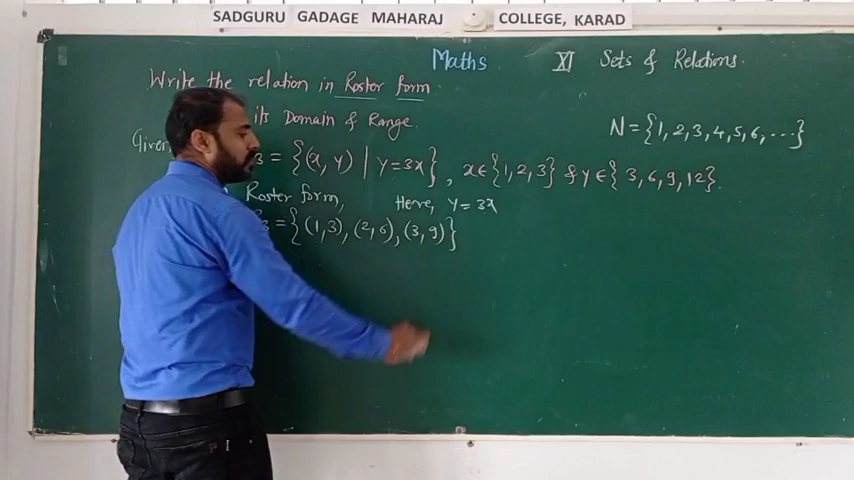 SADGURU GADAGE MAHARAJ COLLEGE, KARAD
Maths XI Sets & Relations.
Write the relation in Roster form
its Domain & Range.
N = {1, 2, 3, 4, 5, 6, ...}
Given
3 = {(x, y) | y = 3x}, x ∈ {1, 2, 3} & y ∈ {3, 6, 9, 12}.
Roster form, Here, y = 3x
3 = {(1, 3), (2, 6), (3, 9)}